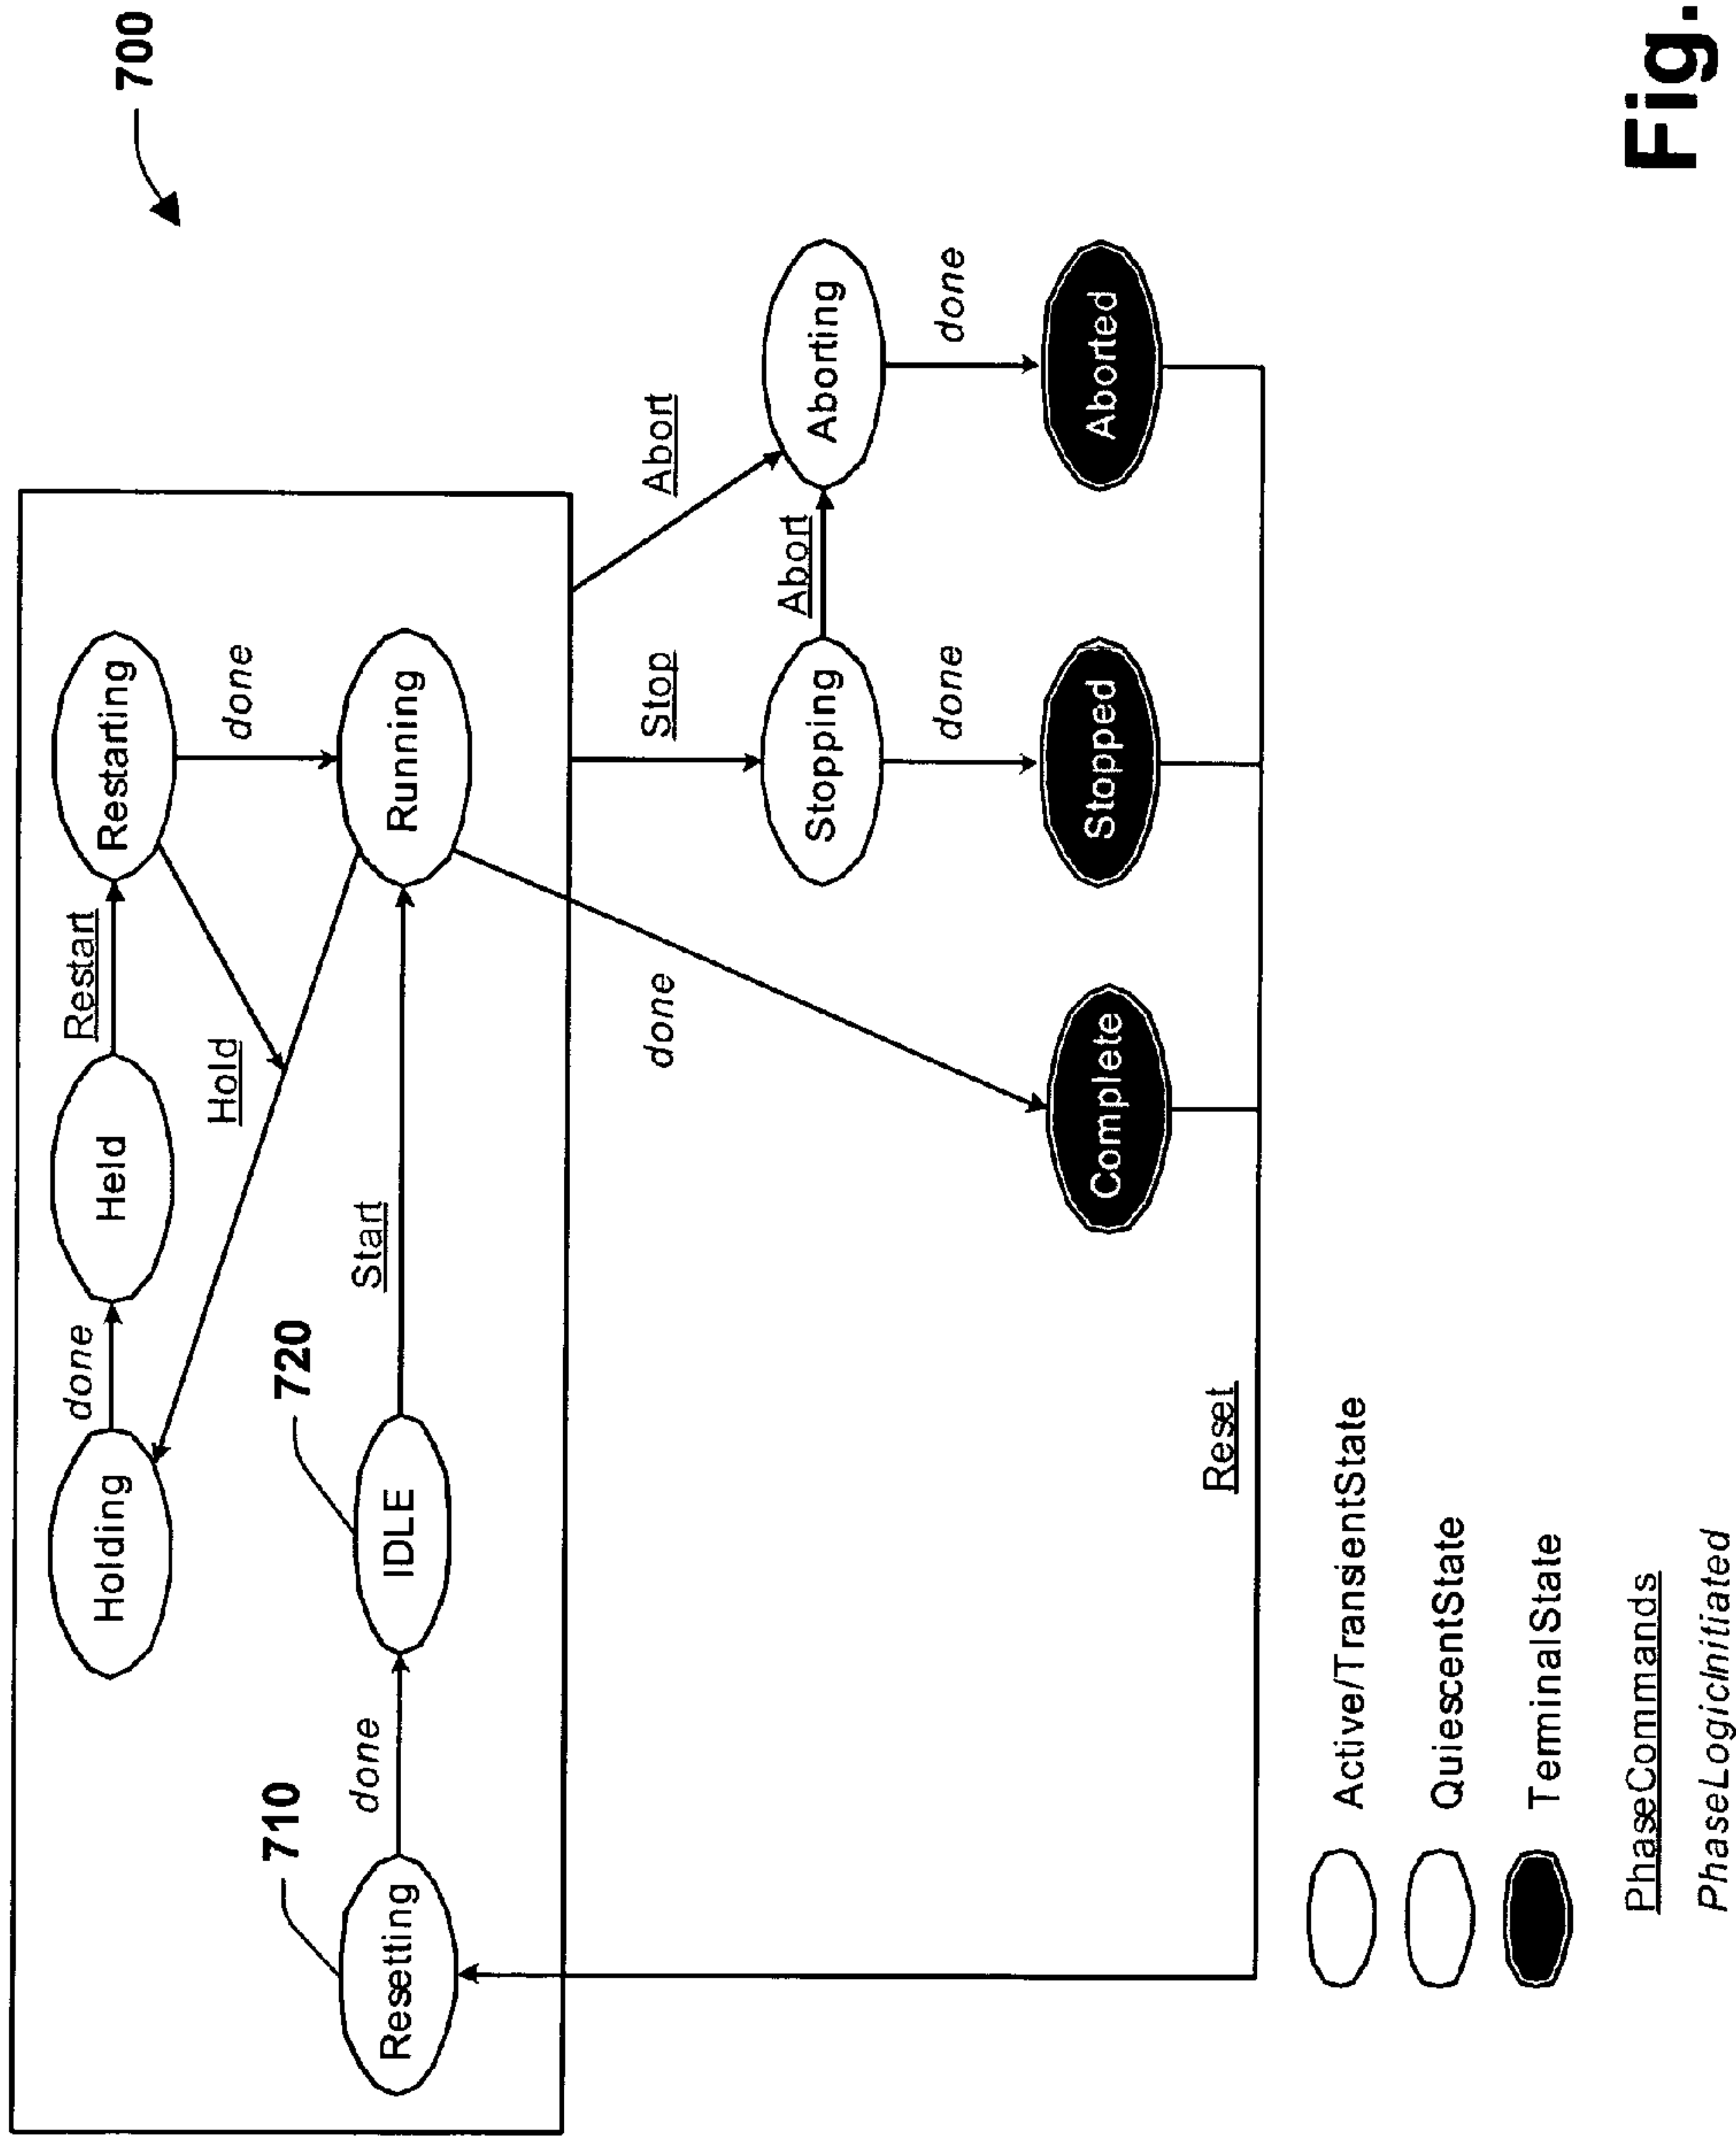 700
Holding
done
Held
Restart
Restarting
Hold
done
710
Resetting
done
720
IDLE
Start
Running
done
Stop
Abort
Stopping
Abort
Aborting
done
done
Complete
Stopped
Aborted
Reset
Active/TransientState
QuiescentState
TerminalState
PhaseCommands
PhaseLogicInitiated
Fig.